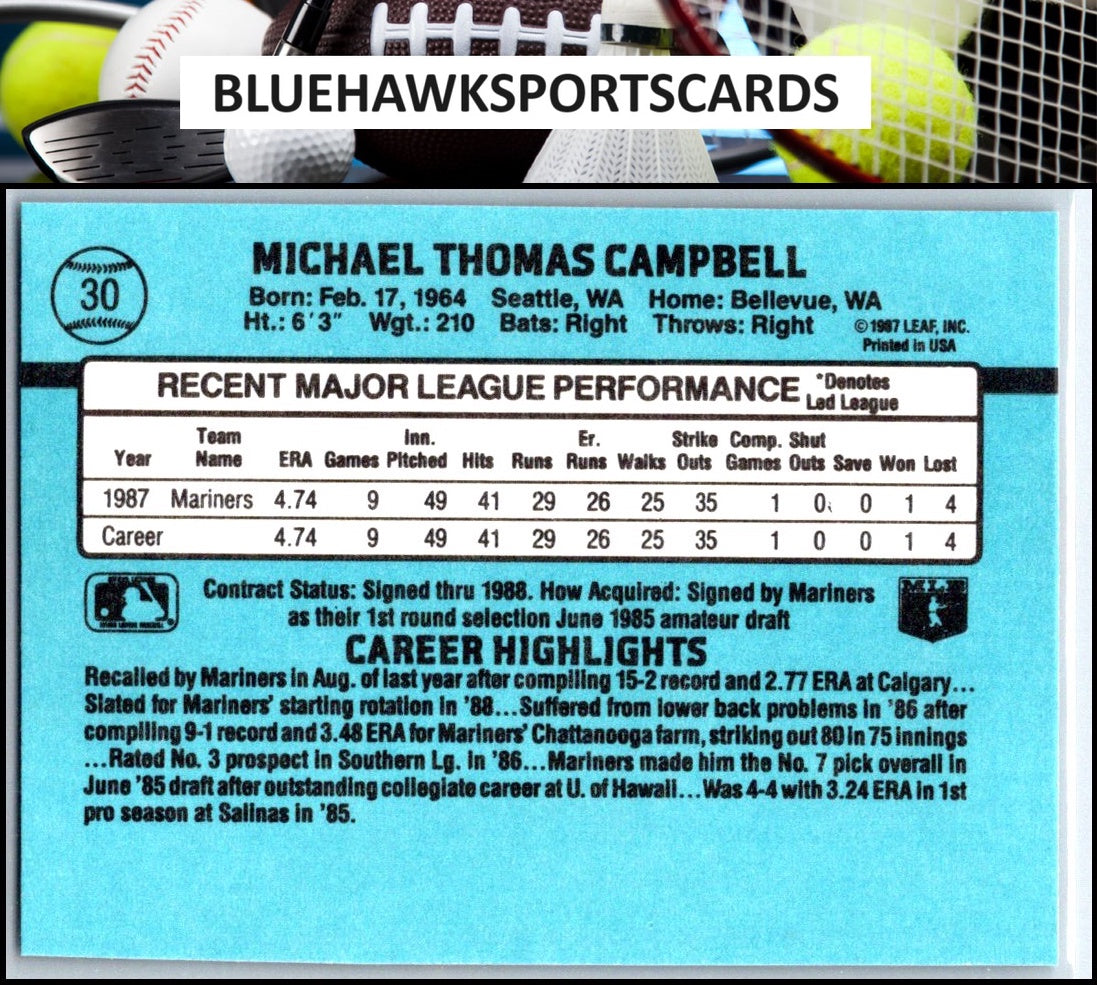 BLUEHAWKSPORTSCARDS
30
MICHAEL THOMAS CAMPBELL
Born: Feb. 17, 1964 Seattle, WA Home: Bellevue, WA
Ht.: 6'3" Wgt.: 210 Bats: Right Throws: Right
©1987 LEAF, INC.
Printed in USA
RECENT MAJOR LEAGUE PERFORMANCE *Denotes
Led League
Team Inn. Er. Strike Comp. Shut
Year Name ERA Games Pitched Hits Runs Runs Walks Outs Games Outs Save Won Lost
1987 Mariners 4.74 9 49 41 29 26 25 35 1 0 0 1 4
Career 4.74 9 49 41 29 26 25 35 1 0 0 1 4
Contract Status: Signed thru 1988. How Acquired: Signed by Mariners
as their 1st round selection June 1985 amateur draft
MLB
CAREER HIGHLIGHTS
Recalled by Mariners in Aug. of last year after compiling 15-2 record and 2.77 ERA at Calgary...
Slated for Mariners' starting rotation in '88...Suffered from lower back problems in '86 after
compiling 9-1 record and 3.48 ERA for Mariners' Chattanooga farm, striking out 80 in 75 innings
...Rated No. 3 prospect in Southern Lg. in '86...Mariners made him the No. 7 pick overall in
June '85 draft after outstanding collegiate career at U. of Hawaii...Was 4-4 with 3.24 ERA in 1st
pro season at Salinas in '85.